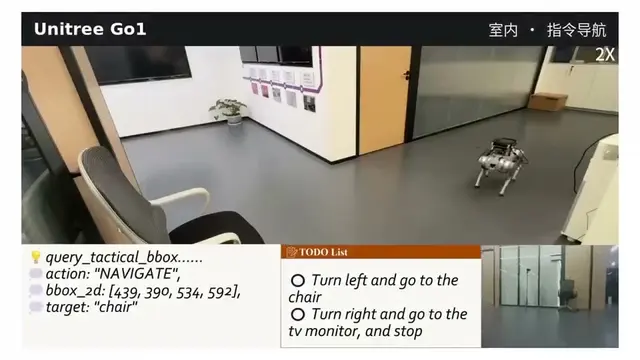 Unitree Go1
室内 · 指令导航
2X
query_tactical_bbox......
action: "NAVIGATE",
bbox_2d: [439, 390, 534, 592],
target: "chair"
TODO List
Turn left and go to the
chair
Turn right and go to the
tv monitor, and stop